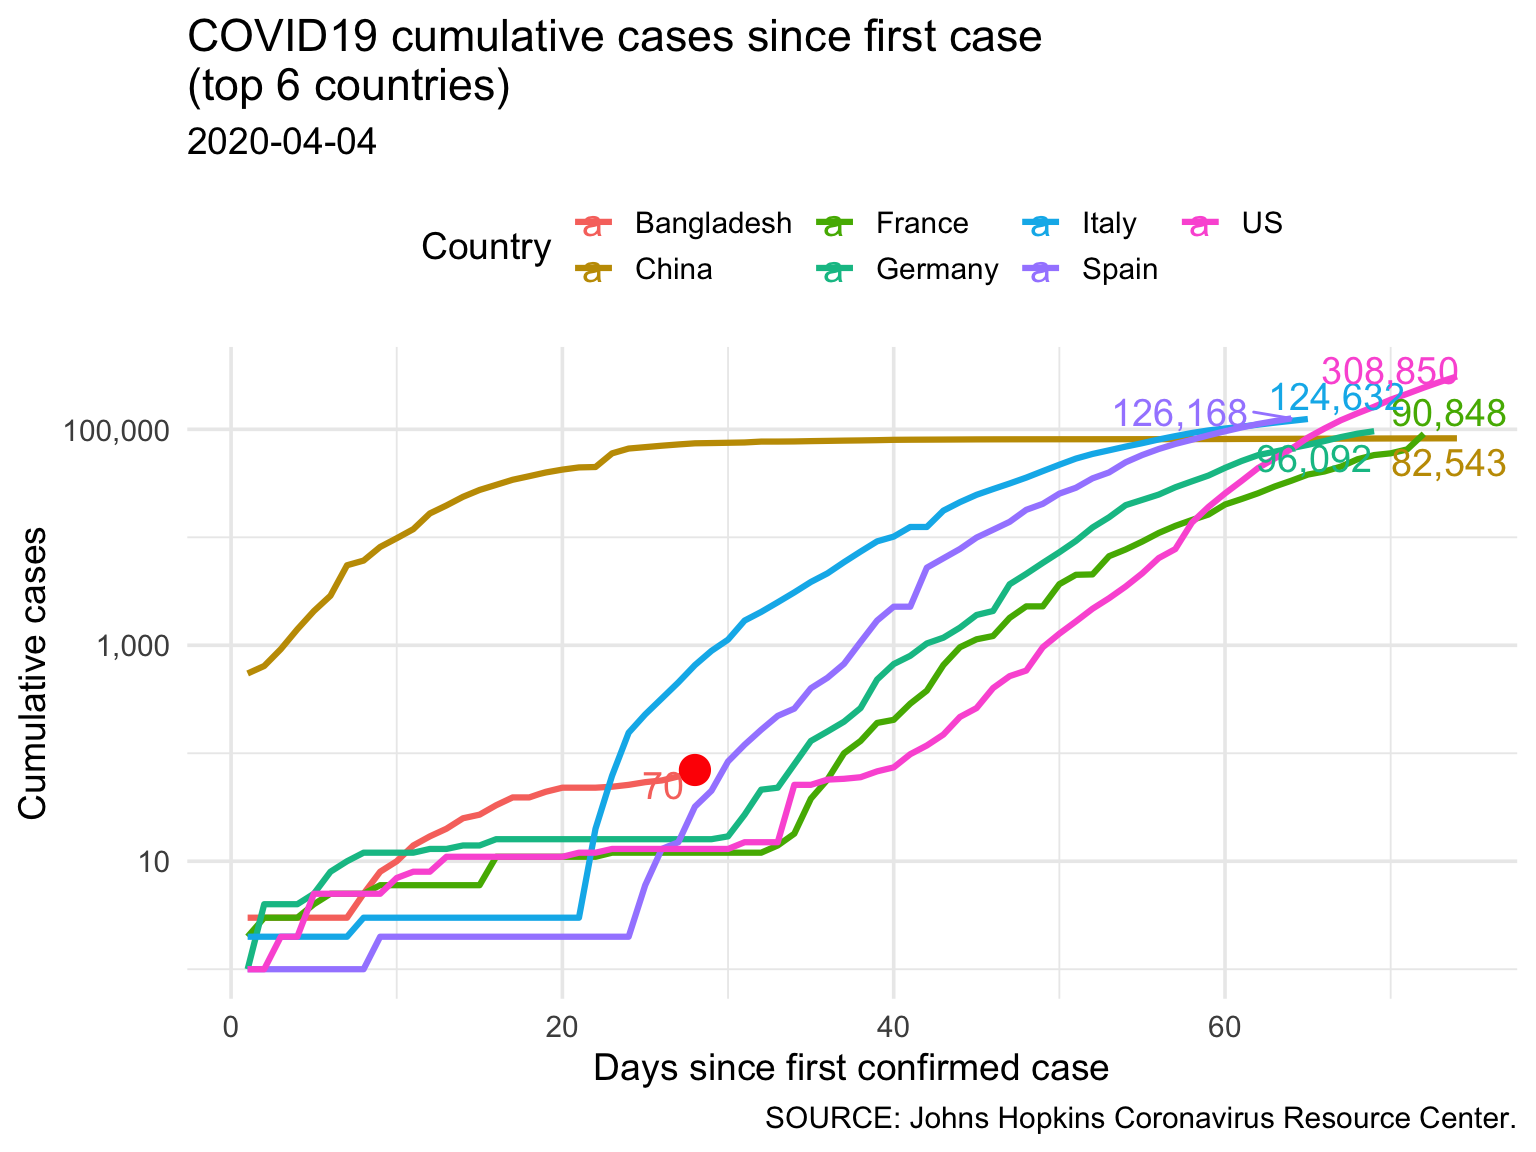 COVID19 cumulative cases since first case
(top 6 countries)
2020-04-04
Country
a Bangladesh a France a Italy a US
a China a Germany a Spain
308,850
124,632
126,168
90,848
96,092
82,543
70
100,000
1,000
10
Cumulative cases
0 20 40 60
Days since first confirmed case
SOURCE: Johns Hopkins Coronavirus Resource Center.